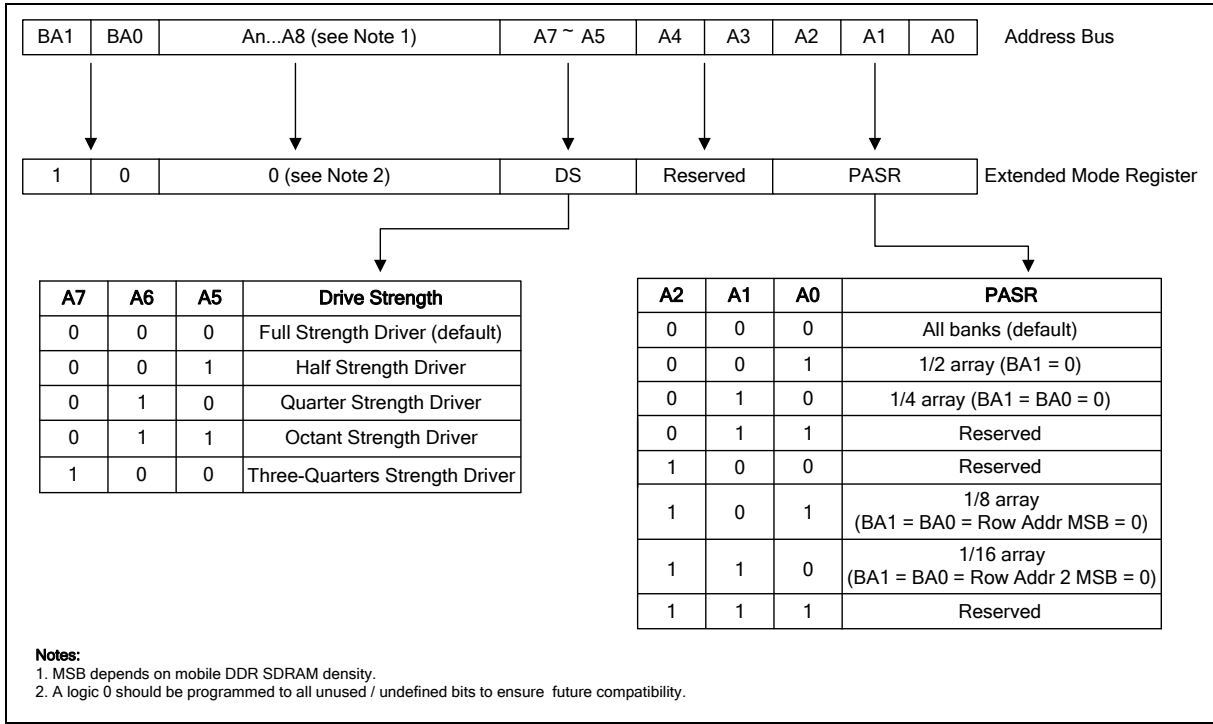 BA1 BA0 An...A8 (see Note 1) A7 ~ A5 A4 A3 A2 A1 A0 Address Bus
1 0 0 (see Note 2) DS Reserved PASR Extended Mode Register
A7 A6 A5 Drive Strength
0 0 0 Full Strength Driver (default)
0 0 1 Half Strength Driver
0 1 0 Quarter Strength Driver
0 1 1 Octant Strength Driver
1 0 0 Three-Quarters Strength Driver
A2 A1 A0 PASR
0 0 0 All banks (default)
0 0 1 1/2 array (BA1 = 0)
0 1 0 1/4 array (BA1 = BA0 = 0)
0 1 1 Reserved
1 0 0 Reserved
1 0 1 1/8 array
(BA1 = BA0 = Row Addr MSB = 0)
1 1 0 1/16 array
(BA1 = BA0 = Row Addr 2 MSB = 0)
1 1 1 Reserved
Notes:
1. MSB depends on mobile DDR SDRAM density.
2. A logic 0 should be programmed to all unused / undefined bits to ensure future compatibility.